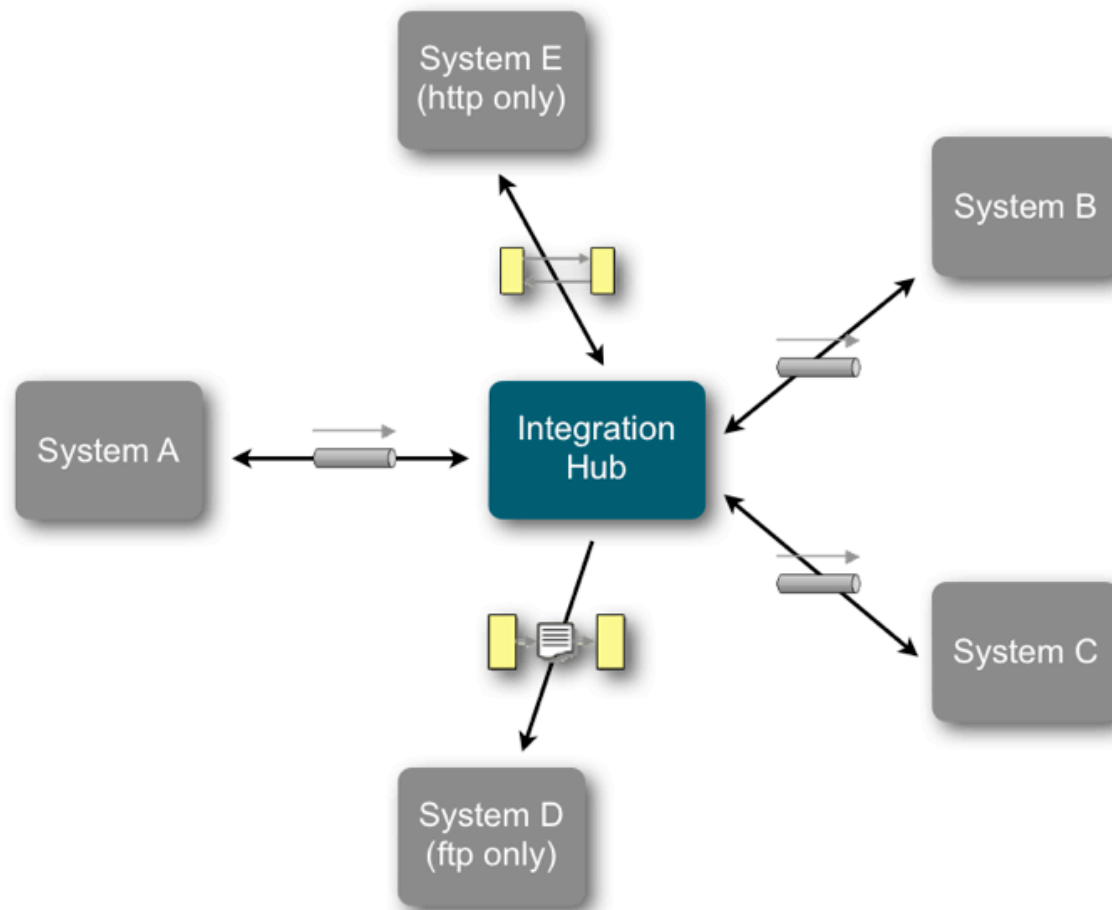 System E
(http only)
System B
System A
Integration
Hub
System C
System D
(ftp only)